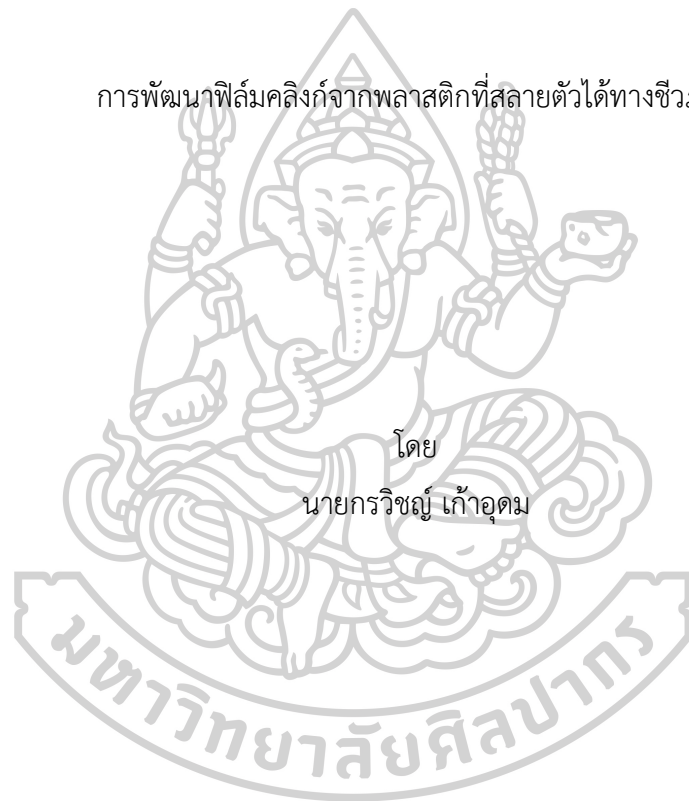 การพัฒนาฟิล์มคลิงก์จากพลาสติกที่สลายตัวได้ทางชีว
โดย
นายกรวิชญ์ เก้าอุดม
มหาวิทยาลัยศิลปากร